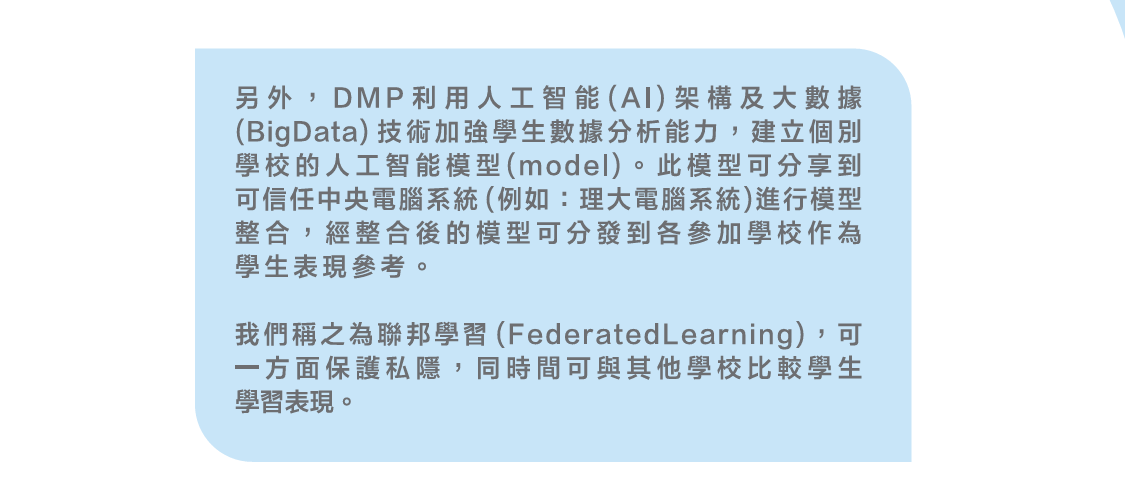 另外，DMP利用人工智能(AI)架構及大數據
(BigData)技術加強學生數據分析能力，建立個別
學校的人工智能模型(model)。此模型可分享到
可信任中央電腦系統(例如：理大電腦系統)進行模型
整合，經整合後的模型可分發到各參加學校作為
學生表現參考。
我們稱之為聯邦學習(FederatedLearning)，可
一方面保護私隱，同時間可與其他學校比較學生
學習表現。